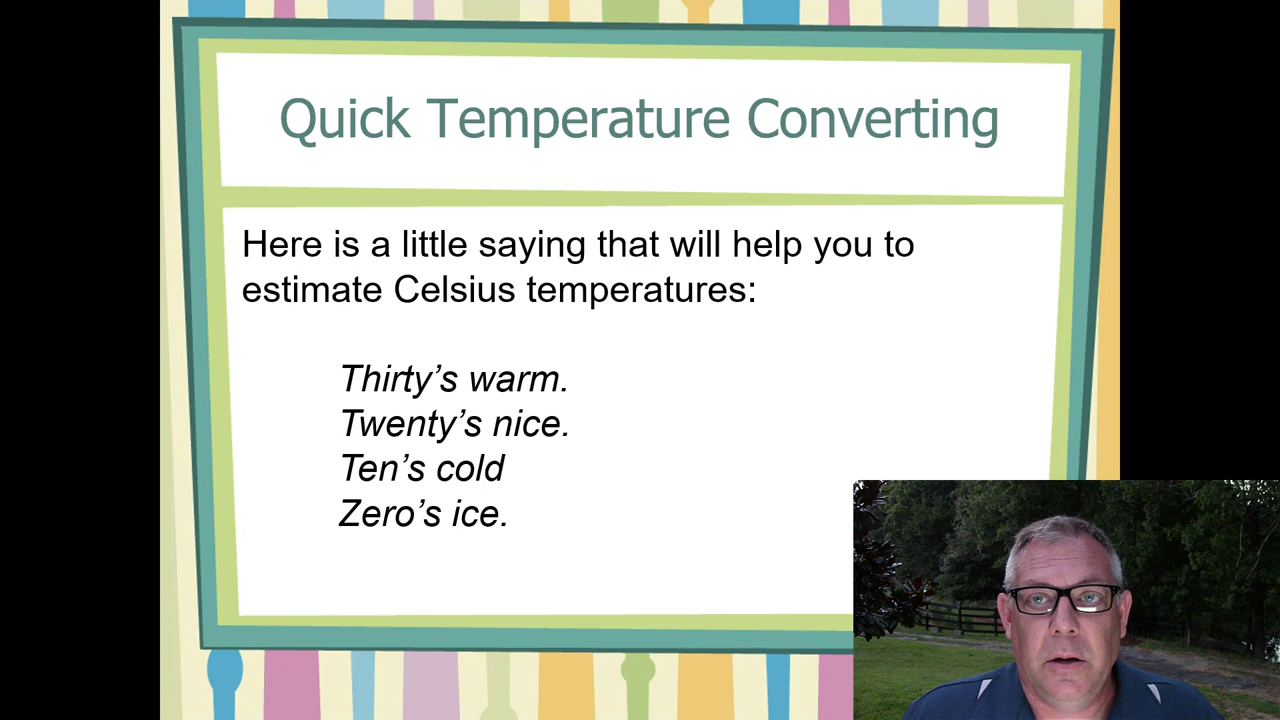 Quick Temperature Converting
Here is a little saying that will help you to
estimate Celsius temperatures:
Thirty’s warm.
Twenty’s nice.
Ten’s cold
Zero’s ice.